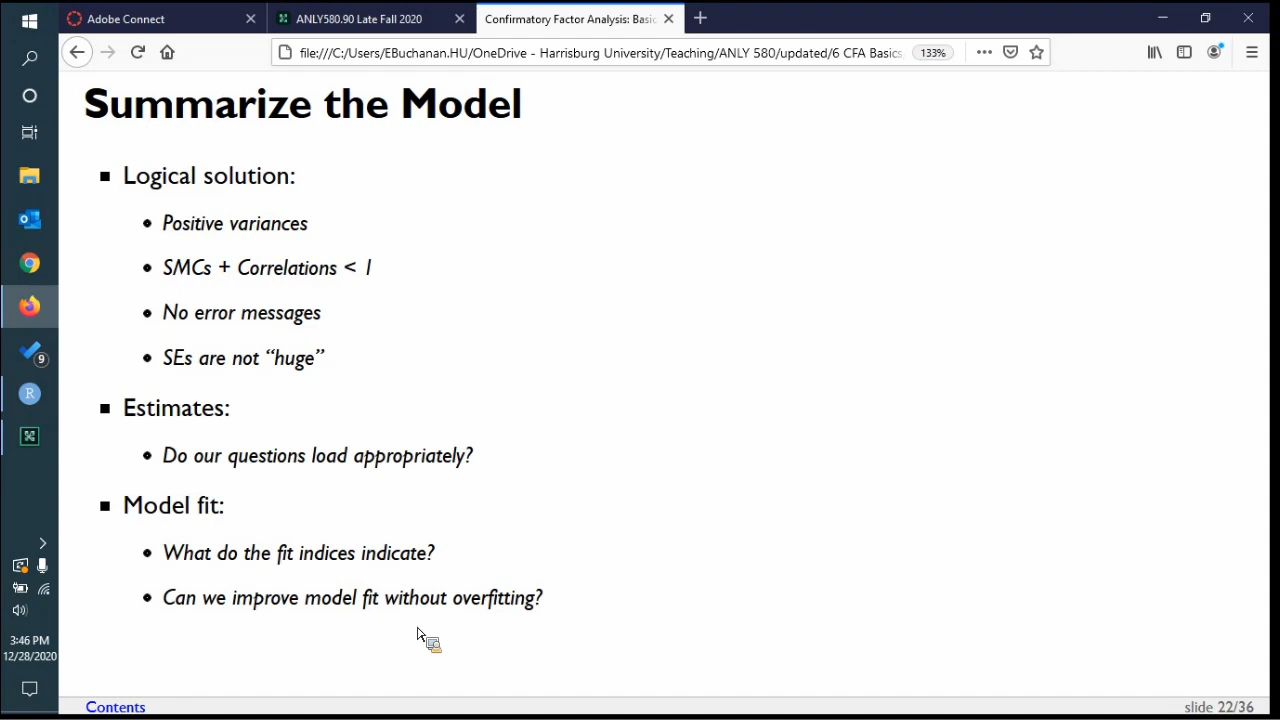 Adobe Connect
ANLY580.90 Late Fall 2020
Confirmatory Factor Analysis: Basic
file:///C:/Users/EBuchanan.HU/OneDrive - Harrisburg University/Teaching/ANLY 580/updated/6 CFA Basics,
133%
Summarize the Model
Logical solution:
Positive variances
SMCs + Correlations < 1
No error messages
SEs are not “huge”
Estimates:
Do our questions load appropriately?
Model fit:
What do the fit indices indicate?
Can we improve model fit without overfitting?
9
R
3:46 PM
12/28/2020
Contents
slide 22/36